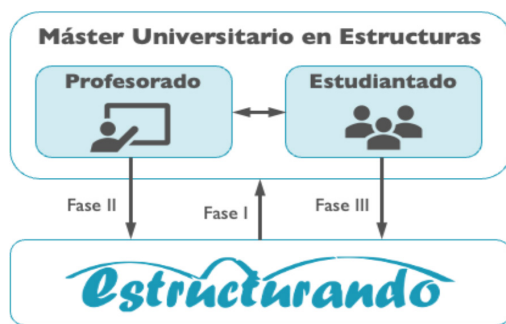 Máster Universitario en Estructuras
Profesorado
Estudiantado
Fase II
Fase I
Fase III
estructurando